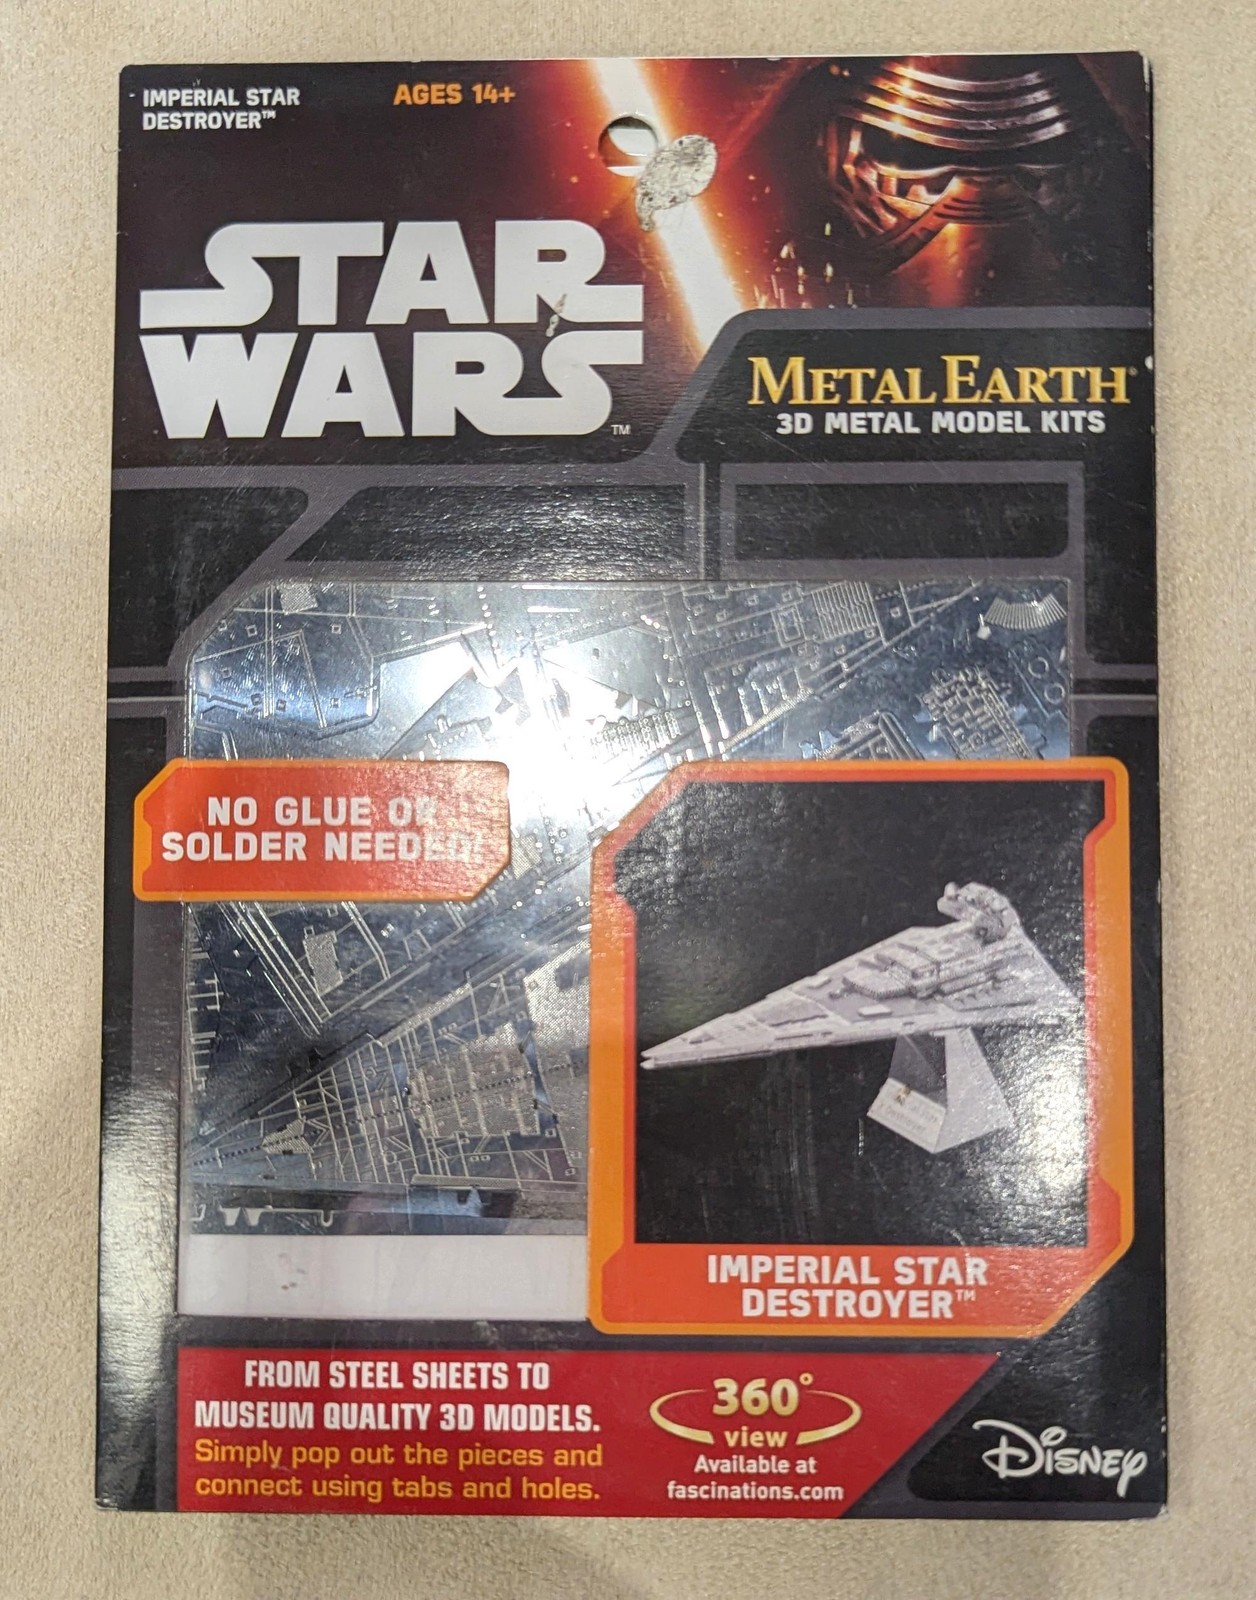 IMPERIAL STAR
DESTROYER™
AGES 14+
STAR
WARS™
METAL EARTH®
3D METAL MODEL KITS
NO GLUE OR
SOLDER NEEDED!
IMPERIAL STAR
DESTROYER™
FROM STEEL SHEETS TO
MUSEUM QUALITY 3D MODELS.
Simply pop out the pieces and
connect using tabs and holes.
360°
view
Available at
fascinations.com
DISNEY